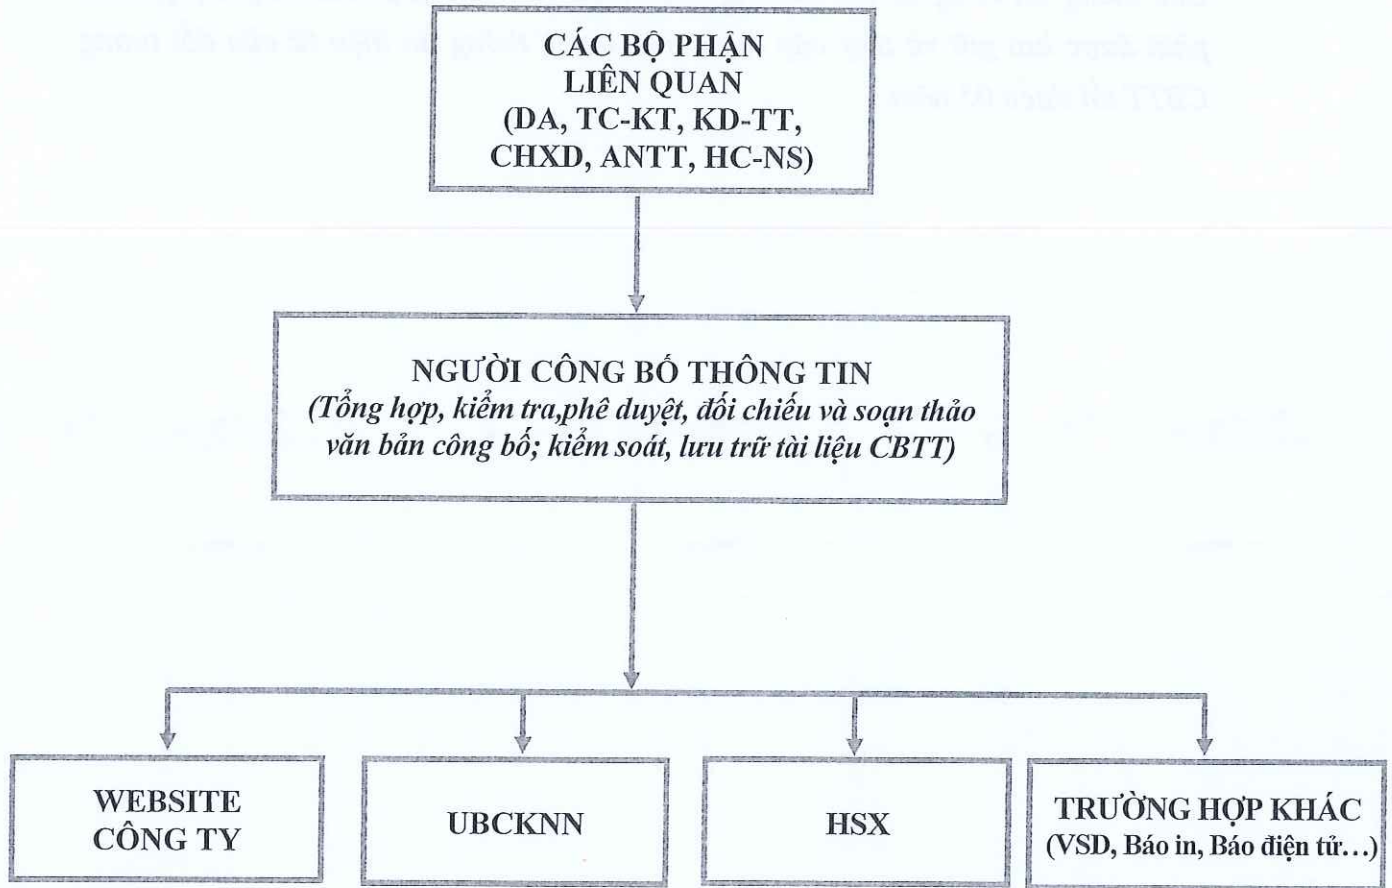 CÁC BỘ PHẬN
LIÊN QUAN
(DA, TC-KT, KD-TT,
CHXD, ANTT, HC-NS)
NGƯỜI CÔNG BỐ THÔNG TIN
(Tổng hợp, kiểm tra,phê duyệt, đối chiếu và soạn thảo
văn bản công bố; kiểm soát, lưu trữ tài liệu CBTT)
WEBSITE
CÔNG TY
UBCKNN
HSX
TRƯỜNG HỢP KHÁC
(VSD, Báo in, Báo điện tử…)